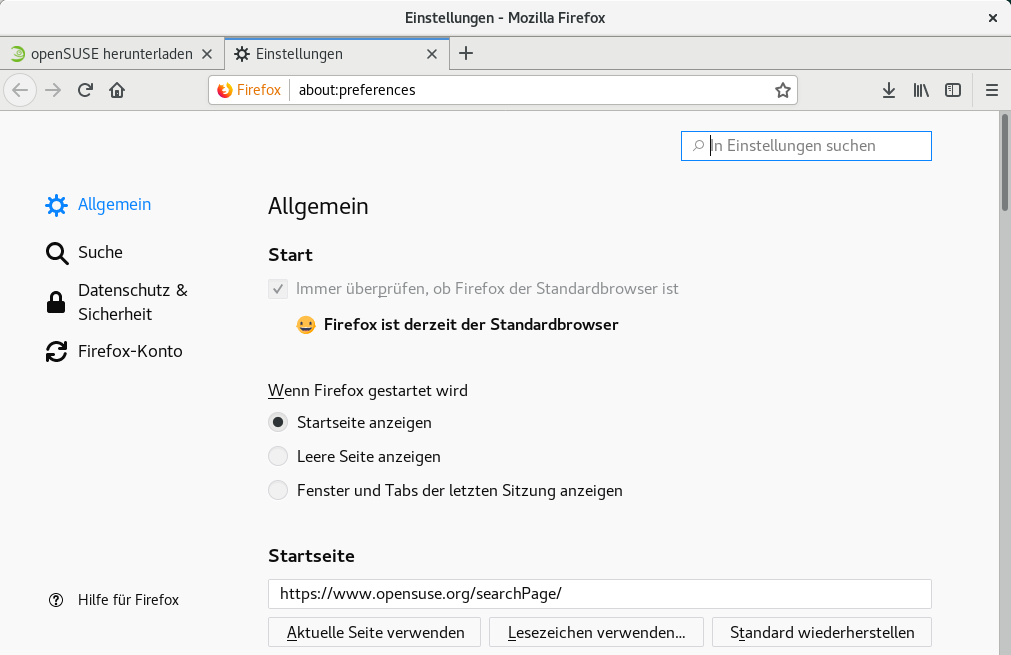 Einstellungen - Mozilla Firefox
openSUSE herunterladen
Einstellungen
Firefox
about:preferences
In Einstellungen suchen
Allgemein
Suche
Datenschutz &
Sicherheit
Firefox-Konto
Hilfe für Firefox
Allgemein
Start
Immer überprüfen, ob Firefox der Standardbrowser ist
Firefox ist derzeit der Standardbrowser
Wenn Firefox gestartet wird
Startseite anzeigen
Leere Seite anzeigen
Fenster und Tabs der letzten Sitzung anzeigen
Startseite
https://www.opensuse.org/searchPage/
Aktuelle Seite verwenden
Lesezeichen verwenden...
Standard wiederherstellen